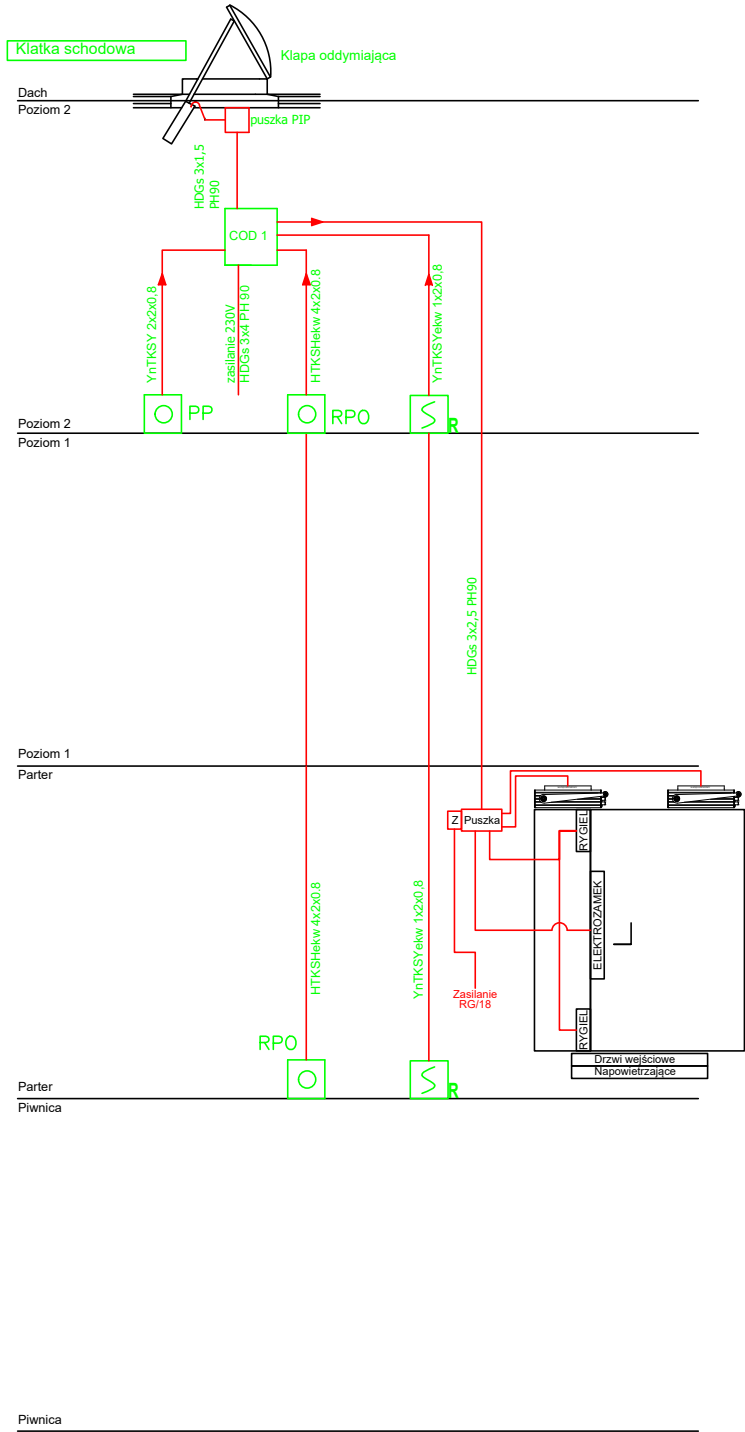 Klatka schodowa
Klapa oddymiająca
Dach
Poziom 2
puszka PIP
HDGs 3x1,5
PH90
COD 1
YnTKSY 2x2x0,8
zasilanie 230V
HDGs 3x4 PH 90
HTKSHekw 4x2x0.8
YnTKSYekw 1x2x0,8
PP
RPO
R
Poziom 2
Poziom 1
HDGs 3x2,5 PH90
Poziom 1
Parter
Z
Puszka
RYGIEL
ELEKTROZAMEK
HTKSHekw 4x2x0.8
YnTKSYekw 1x2x0,8
Zasilanie
RG/18
RYGIEL
RPO
R
Drzwi wejściowe
Napowietrzające
Parter
Piwnica
Piwnica